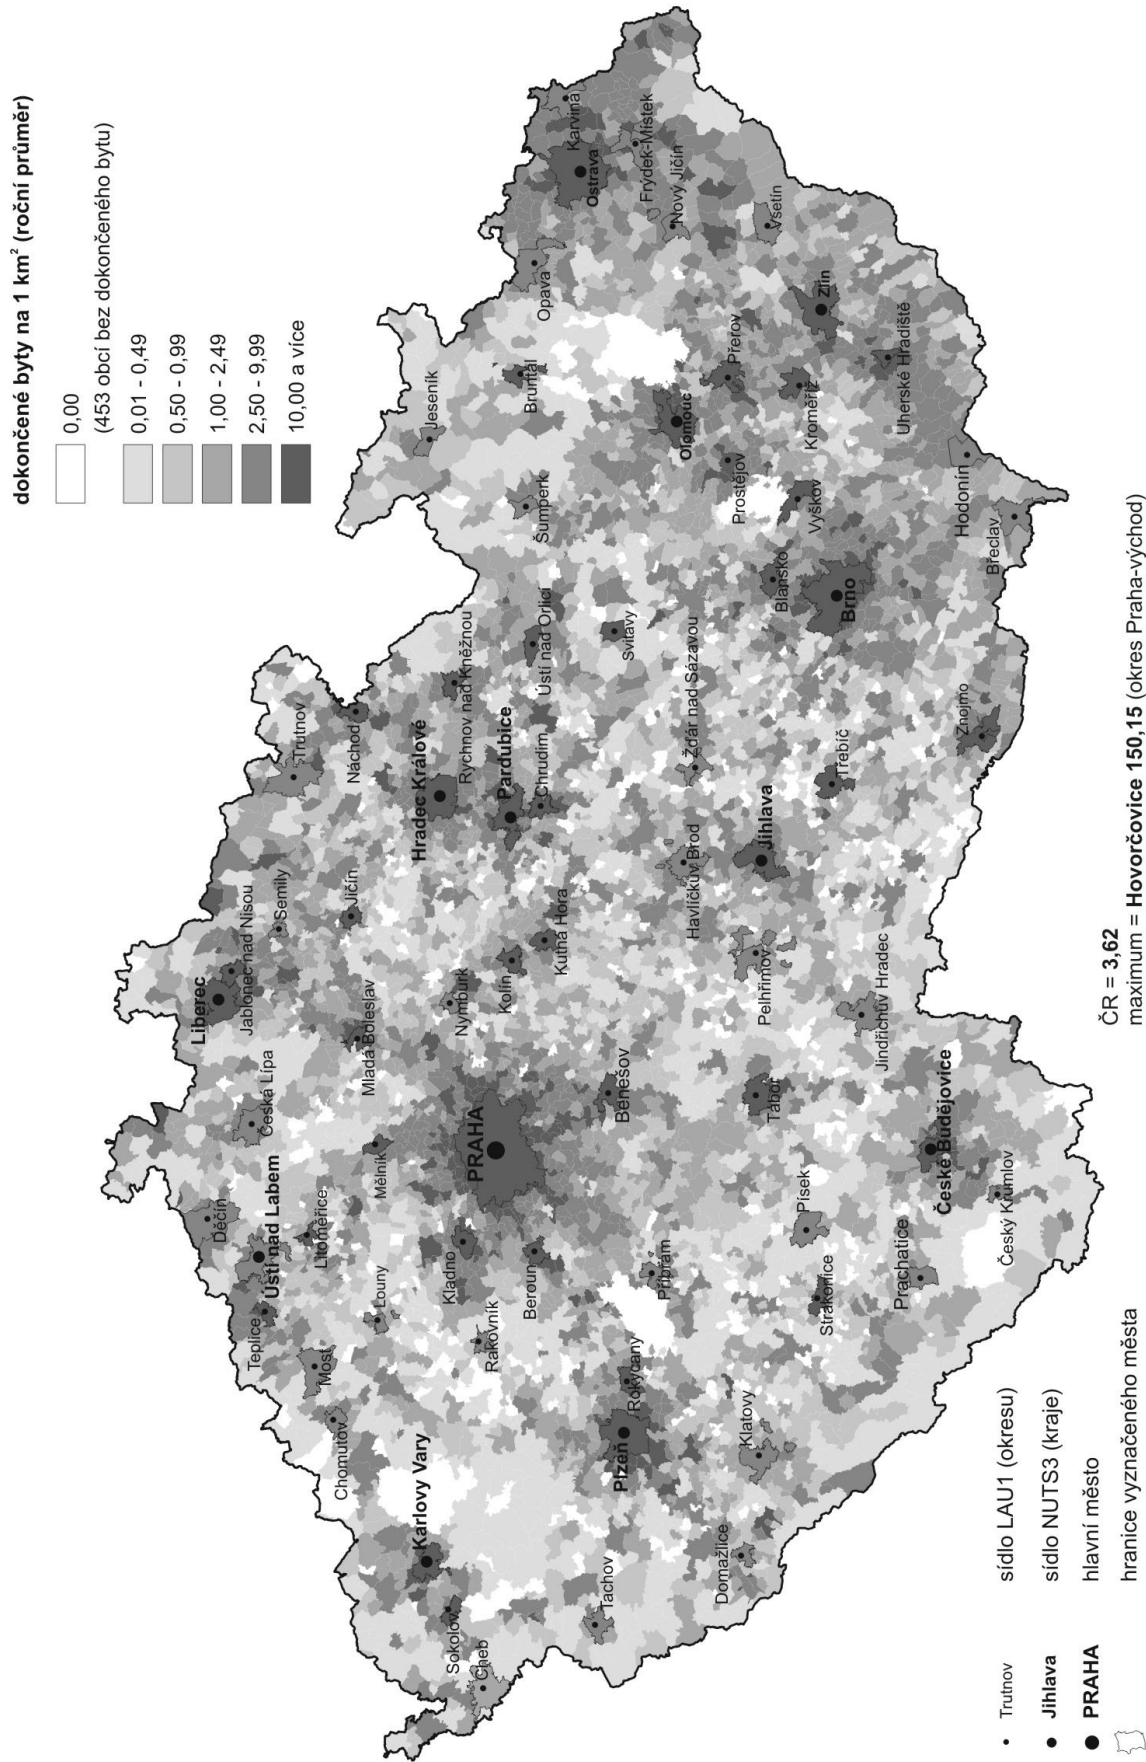 dokončené byty na 1 km² (roční průměr)
0,00
(453 obcí bez dokončeného bytu)
0,01 - 0,49
0,50 - 0,99
1,00 - 2,49
2,50 - 9,99
10,00 a více
Děčín
Liberec
Jablonec nad Nisou
Česká Lípa
Ústí nad Labem
Teplice
Litoměřice
Most
Chomutov
Louny
Semily
Jičín
Trutnov
Náchod
Mladá Boleslav
Mělník
Karlovy Vary
Sokolov
Cheb
Rakovník
Kladno
PRAHA
Nymburk
Kolín
Kutná Hora
Hradec Králové
Rychnov nad Kněžnou
Pardubice
Chrudim
Ústí nad Orlicí
Svitavy
Šumperk
Jeseník
Bruntál
Opava
Ostrava
Karviná
Frýdek-Místek
Nový Jičín
Vsetín
Beroun
Příbram
Benešov
Rokycany
Plzeň
Tachov
Domažlice
Klatovy
Strakonice
Písek
Tábor
Pelhřimov
Havlíčkův Brod
Jihlava
Žďár nad Sázavou
Třebíč
Jindřichův Hradec
České Budějovice
Český Krumlov
Prachatice
Znojmo
Brno
Blansko
Vyškov
Prostějov
Olomouc
Přerov
Kroměříž
Zlín
Uherské Hradiště
Hodonín
Břeclav
Trutnov
sídlo LAU1 (okresu)
Jihlava
sídlo NUTS3 (kraje)
PRAHA
hlavní město
hranice vyznačeného města
ČR = 3,62
maximum = Hovorčovice 150,15 (okres Praha-východ)